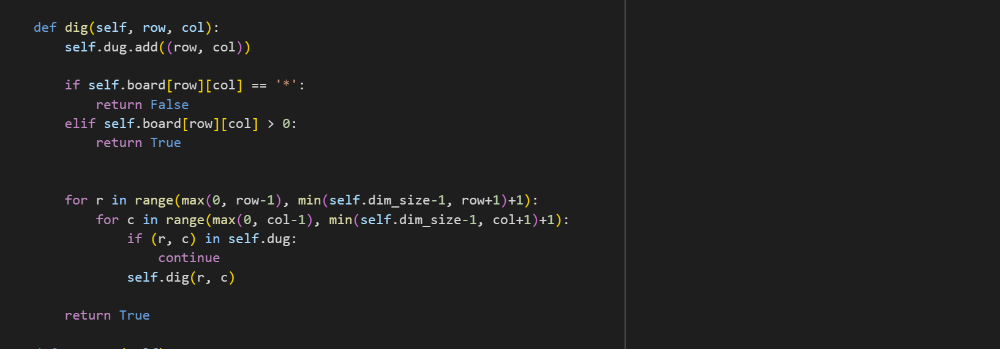 def dig(self, row, col):
    self.dug.add((row, col))

    if self.board[row][col] == '*':
        return False
    elif self.board[row][col] > 0:
        return True


    for r in range(max(0, row-1), min(self.dim_size-1, row+1)+1):
        for c in range(max(0, col-1), min(self.dim_size-1, col+1)+1):
            if (r, c) in self.dug:
                continue
            self.dig(r, c)

    return True